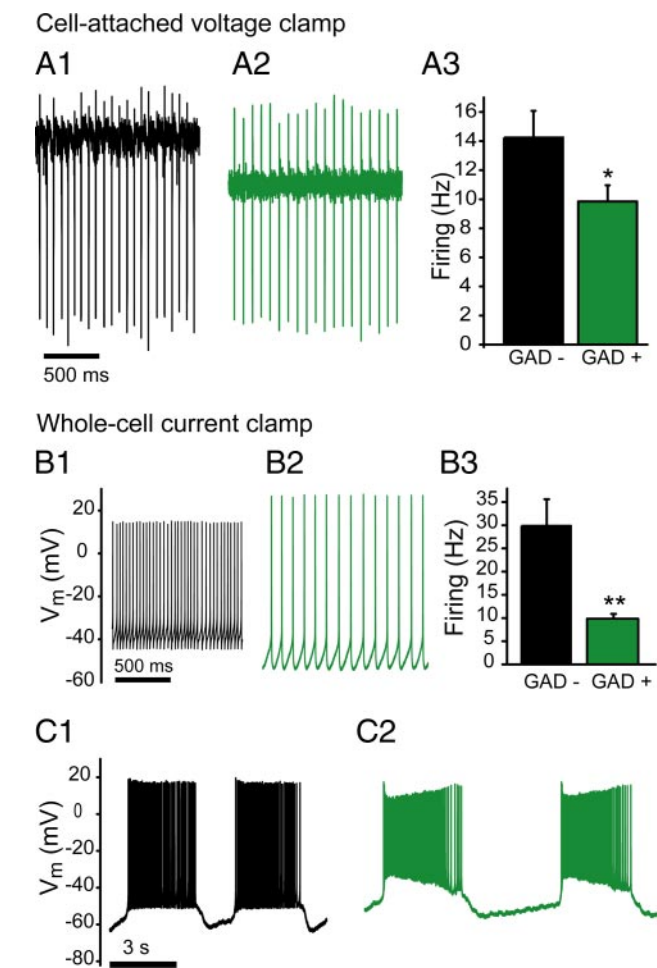 Cell-attached voltage clamp
A1
A2
A3
16
14
12
10
8
6
4
2
0
Firing (Hz)
*
GAD -
GAD +
500 ms
Whole-cell current clamp
B1
B2
B3
20
0
-20
-40
-60
Vm (mV)
500 ms
35
30
25
20
15
10
5
0
Firing (Hz)
**
GAD -
GAD +
C1
C2
20
0
-20
-40
-60
-80
Vm (mV)
3 s